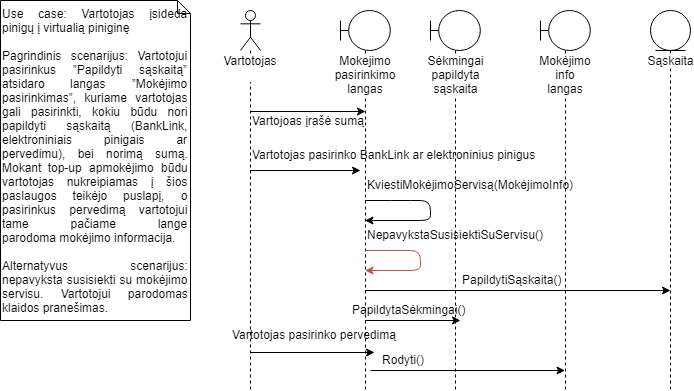 Use case: Vartotojas įsideda
pinigų į virtualią piniginę
Pagrindinis scenarijus: Vartotojui
pasirinkus "Papildyti sąskaitą"
atsidaro langas "Mokėjimo
pasirinkimas", kuriame vartotojas
gali pasirinkti, kokiu būdu nori
papildyti sąskaitą (BankLink,
elektroniniais pinigais ar
pervedimu), bei norimą sumą.
Mokant top-up apmokėjimo būdu
vartotojas nukreipiamas į šios
paslaugos teikėjo puslapį, o
pasirinkus pervedimą vartotojui
tame pačiame lange
parodoma mokėjimo informacija.
Alternatyvus scenarijus:
nepavyksta susisiekti su mokėjimo
servisu. Vartotojui parodomas
klaidos pranešimas.
Vartotojas
Mokėjimo
pasirinkimo
langas
Sėkmingai
papildyta
sąskaita
Mokėjimo
info
langas
Sąskaita
Vartojoas įrašė sumą
Vartotojas pasirinko BankLink ar elektroninius pinigus
KviestiMokėjimoServisą(MokėjimoInfo)
NepavykstaSusisiektiSuServisu()
PapildytiSąskaita()
PapildytaSėkmingai()
Vartotojas pasirinko pervedimą
Rodyti()